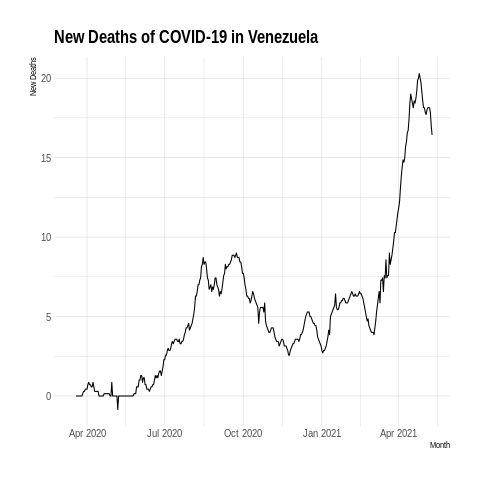 New Deaths of COVID-19 in Venezuela
New Deaths
20
15
10
5
0
Apr 2020 Jul 2020 Oct 2020 Jan 2021 Apr 2021
Month